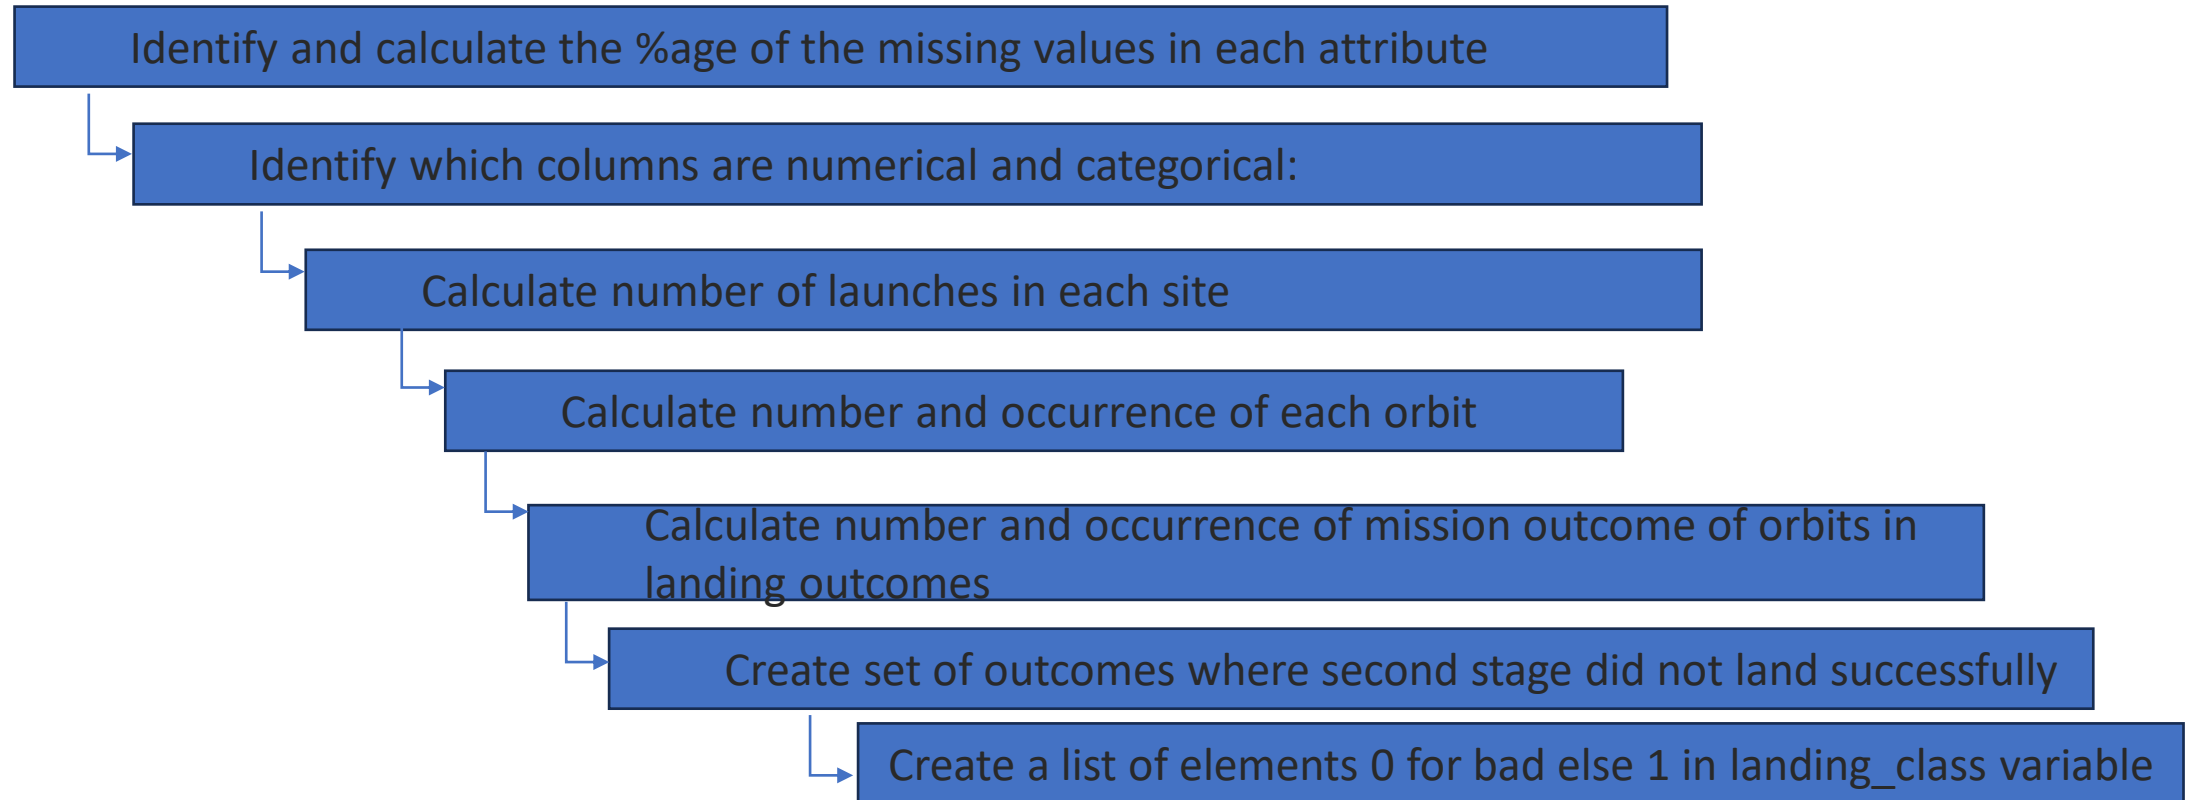 Identify and calculate the %age of the missing values in each attribute
Identify which columns are numerical and categorical:
Calculate number of launches in each site
Calculate number and occurrence of each orbit
Calculate number and occurrence of mission outcome of orbits in
landing outcomes
Create set of outcomes where second stage did not land successfully
Create a list of elements 0 for bad else 1 in landing_class variable